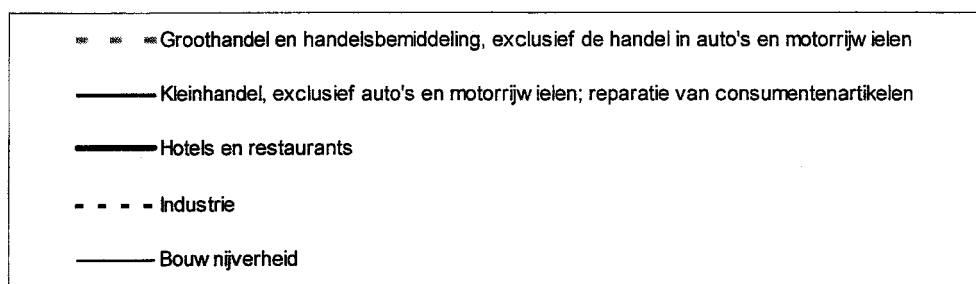 Groothandel en handelsbemiddeling, exclusief de handel in auto's en motorrijwielen
Kleinhandel, exclusief auto's en motorrijwielen; reparatie van consumentenartikelen
Hotels en restaurants
Industrie
Bouwnijverheid